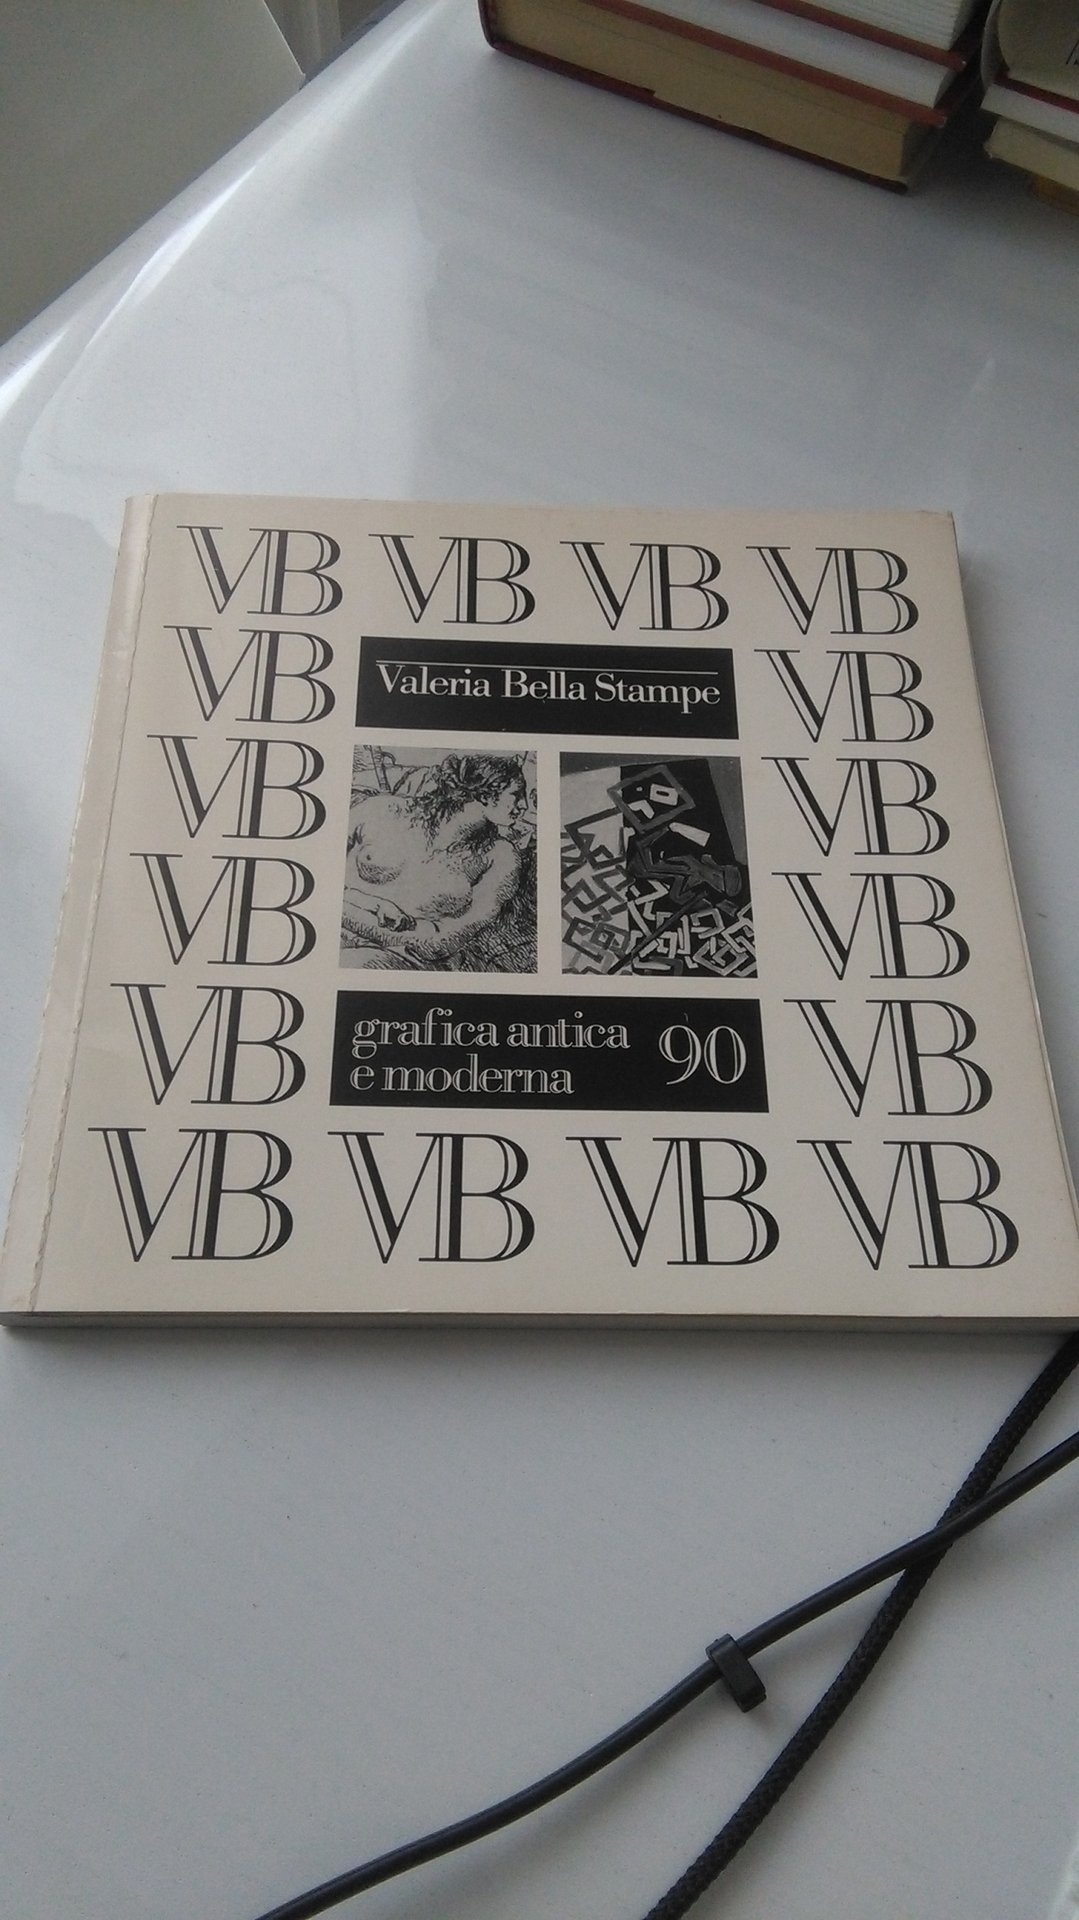 VB VB VB VB
VB Valeria Bella Stampe VB
VB VB
VB VB
VB grafica antica 90 VB
e moderna
VB VB VB VB